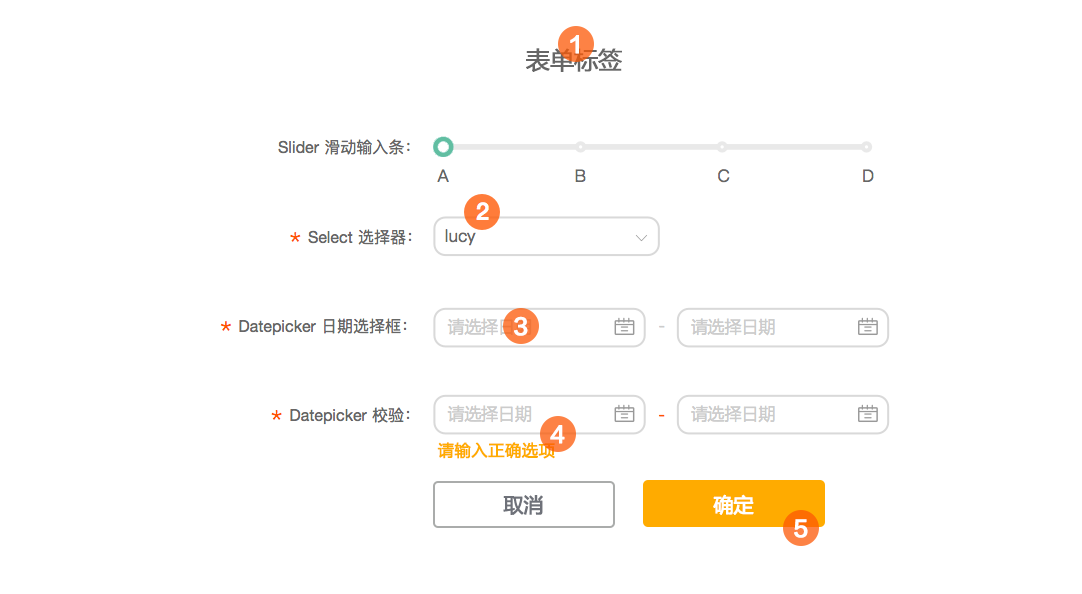 1
表单标签
Slider 滑动输入条:
A B C D
2
* Select 选择器: lucy
* Datepicker 日期选择框: 请选择日期 3 - 请选择日期
* Datepicker 校验: 请选择日期 - 请选择日期
4
请输入正确选项
取消 确定
5